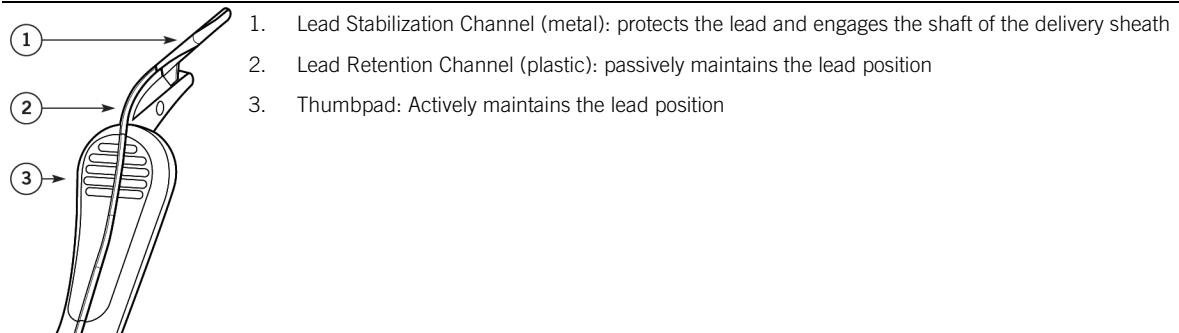 1. Lead Stabilization Channel (metal): protects the lead and engages the shaft of the delivery sheath
2. Lead Retention Channel (plastic): passively maintains the lead position
3. Thumbpad: Actively maintains the lead position
1
2
3